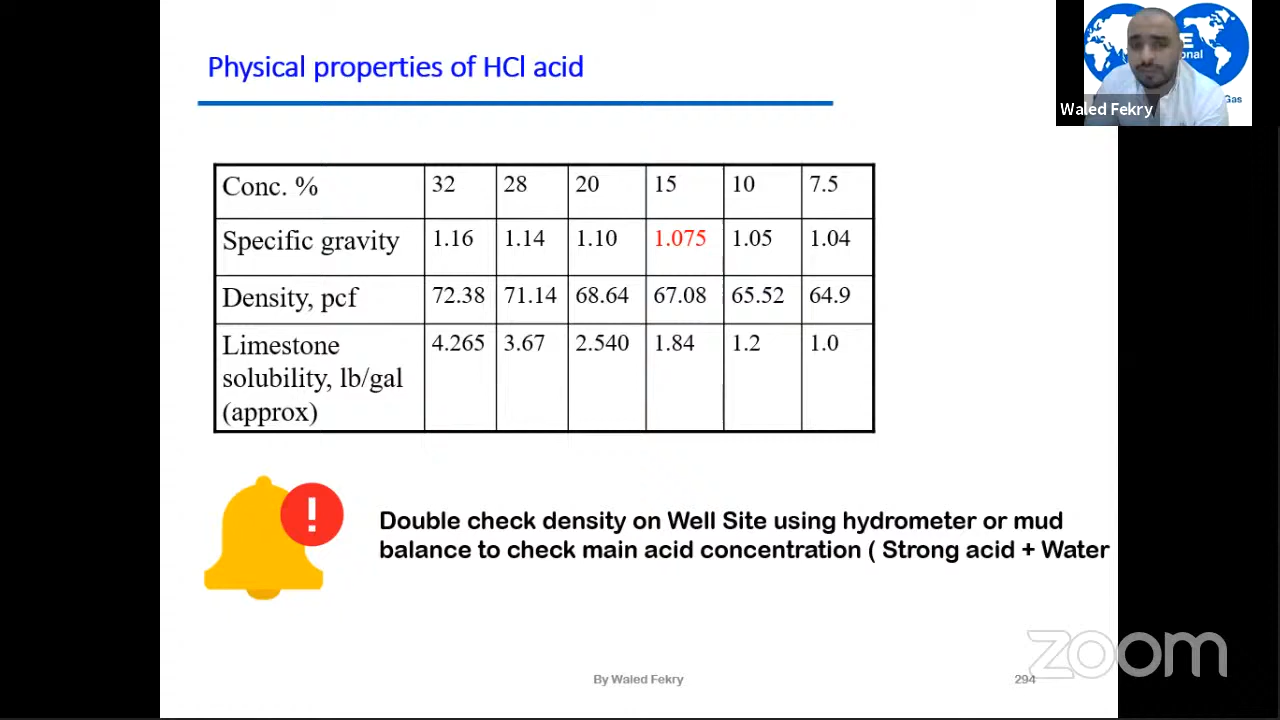 Physical properties of HCl acid
E
onal
Gas
Waled Fekry
Conc. % 32 28 20 15 10 7.5
Specific gravity 1.16 1.14 1.10 1.075 1.05 1.04
Density, pcf 72.38 71.14 68.64 67.08 65.52 64.9
Limestone 4.265 3.67 2.540 1.84 1.2 1.0
solubility, lb/gal
(approx)
!
Double check density on Well Site using hydrometer or mud
balance to check main acid concentration ( Strong acid + Water
zoom
By Waled Fekry
294